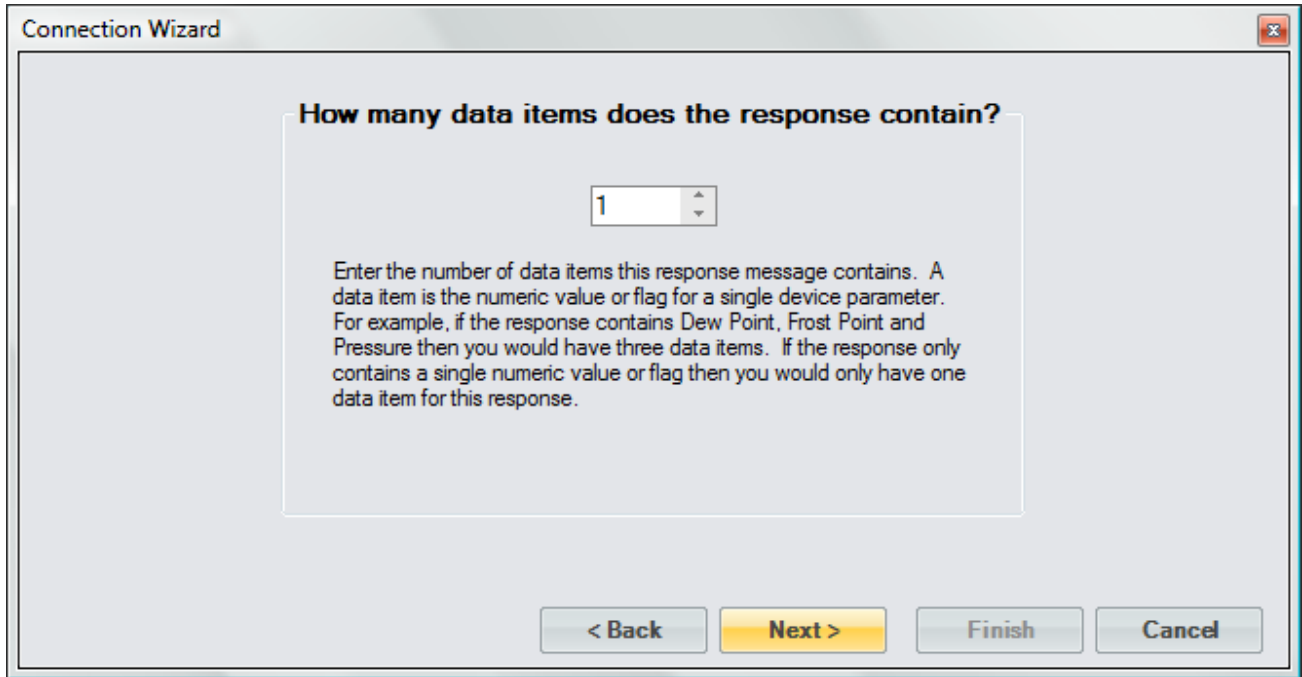 Connection Wizard
How many data items does the response contain?
1
Enter the number of data items this response message contains.  A
data item is the numeric value or flag for a single device parameter.
For example, if the response contains Dew Point, Frost Point and
Pressure then you would have three data items.  If the response only
contains a single numeric value or flag then you would only have one
data item for this response.
< Back Next > Finish Cancel